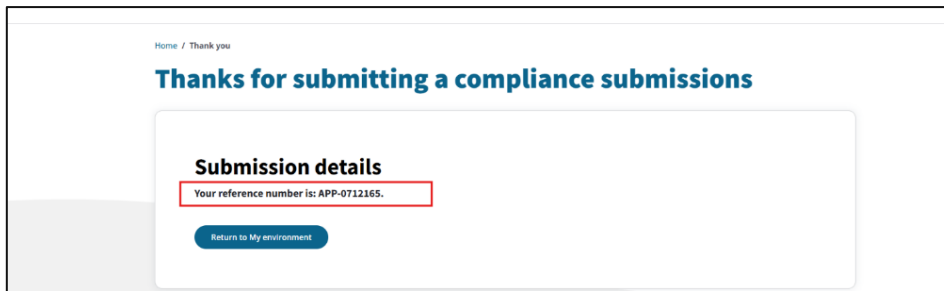 Home / Thank you
Thanks for submitting a compliance submissions
Submission details
Your reference number is: APP-0712165.
Return to My environment